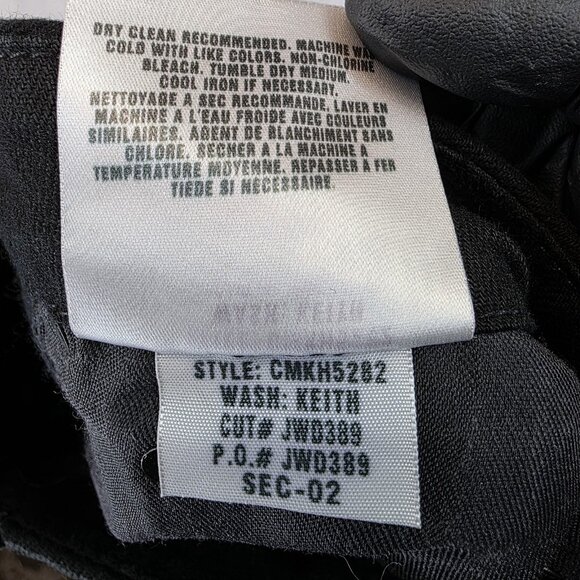 DRY CLEAN RECOMMENDED. MACHINE WA
COLD WITH LIKE COLORS. NON-CHLORINE
BLEACH. TUMBLE DRY MEDIUM.
COOL IRON IF NECESSARY.
NETTOYAGE A SEC RECOMMANDE. LAVER EN
MACHINE A L'EAU FROIDE AVEC COULEURS
SIMILAIRES. AGENT DE BLANCHIMENT SANS
CHLORE. SECHER A LA MACHINE A
TEMPERATURE MOYENNE. REPASSER A FER
TIEDE SI NECESSAIRE.
WASH: KEITH
STYLE: CMKH5282
WASH: KEITH
CUT# JWD389
P.O.# JWD389
SEC-02